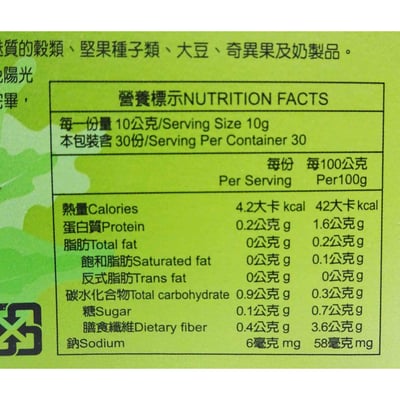 質的穀類、堅果種子類、大豆、奇異果及奶製品。
陽光
畢，
營養標示NUTRITION FACTS
每一份量 10公克/Serving Size 10g
本包裝含 30份/Serving Per Container 30
每份 每100公克
Per Serving Per100g
熱量Calories 4.2大卡 kcal 42大卡 kcal
蛋白質Protein 0.2公克 g 1.6公克 g
脂肪Total fat 0公克 g 0.2公克 g
飽和脂肪Saturated fat 0公克 g 0.1公克 g
反式脂肪Trans fat 0公克 g 0公克 g
碳水化合物Total carbohydrate 0.9公克 g 0.3公克 g
糖Sugar 0.1公克 g 0.7公克 g
膳食纖維Dietary fiber 0.4公克 g 3.6公克 g
鈉Sodium 6毫克 mg 58毫克 mg